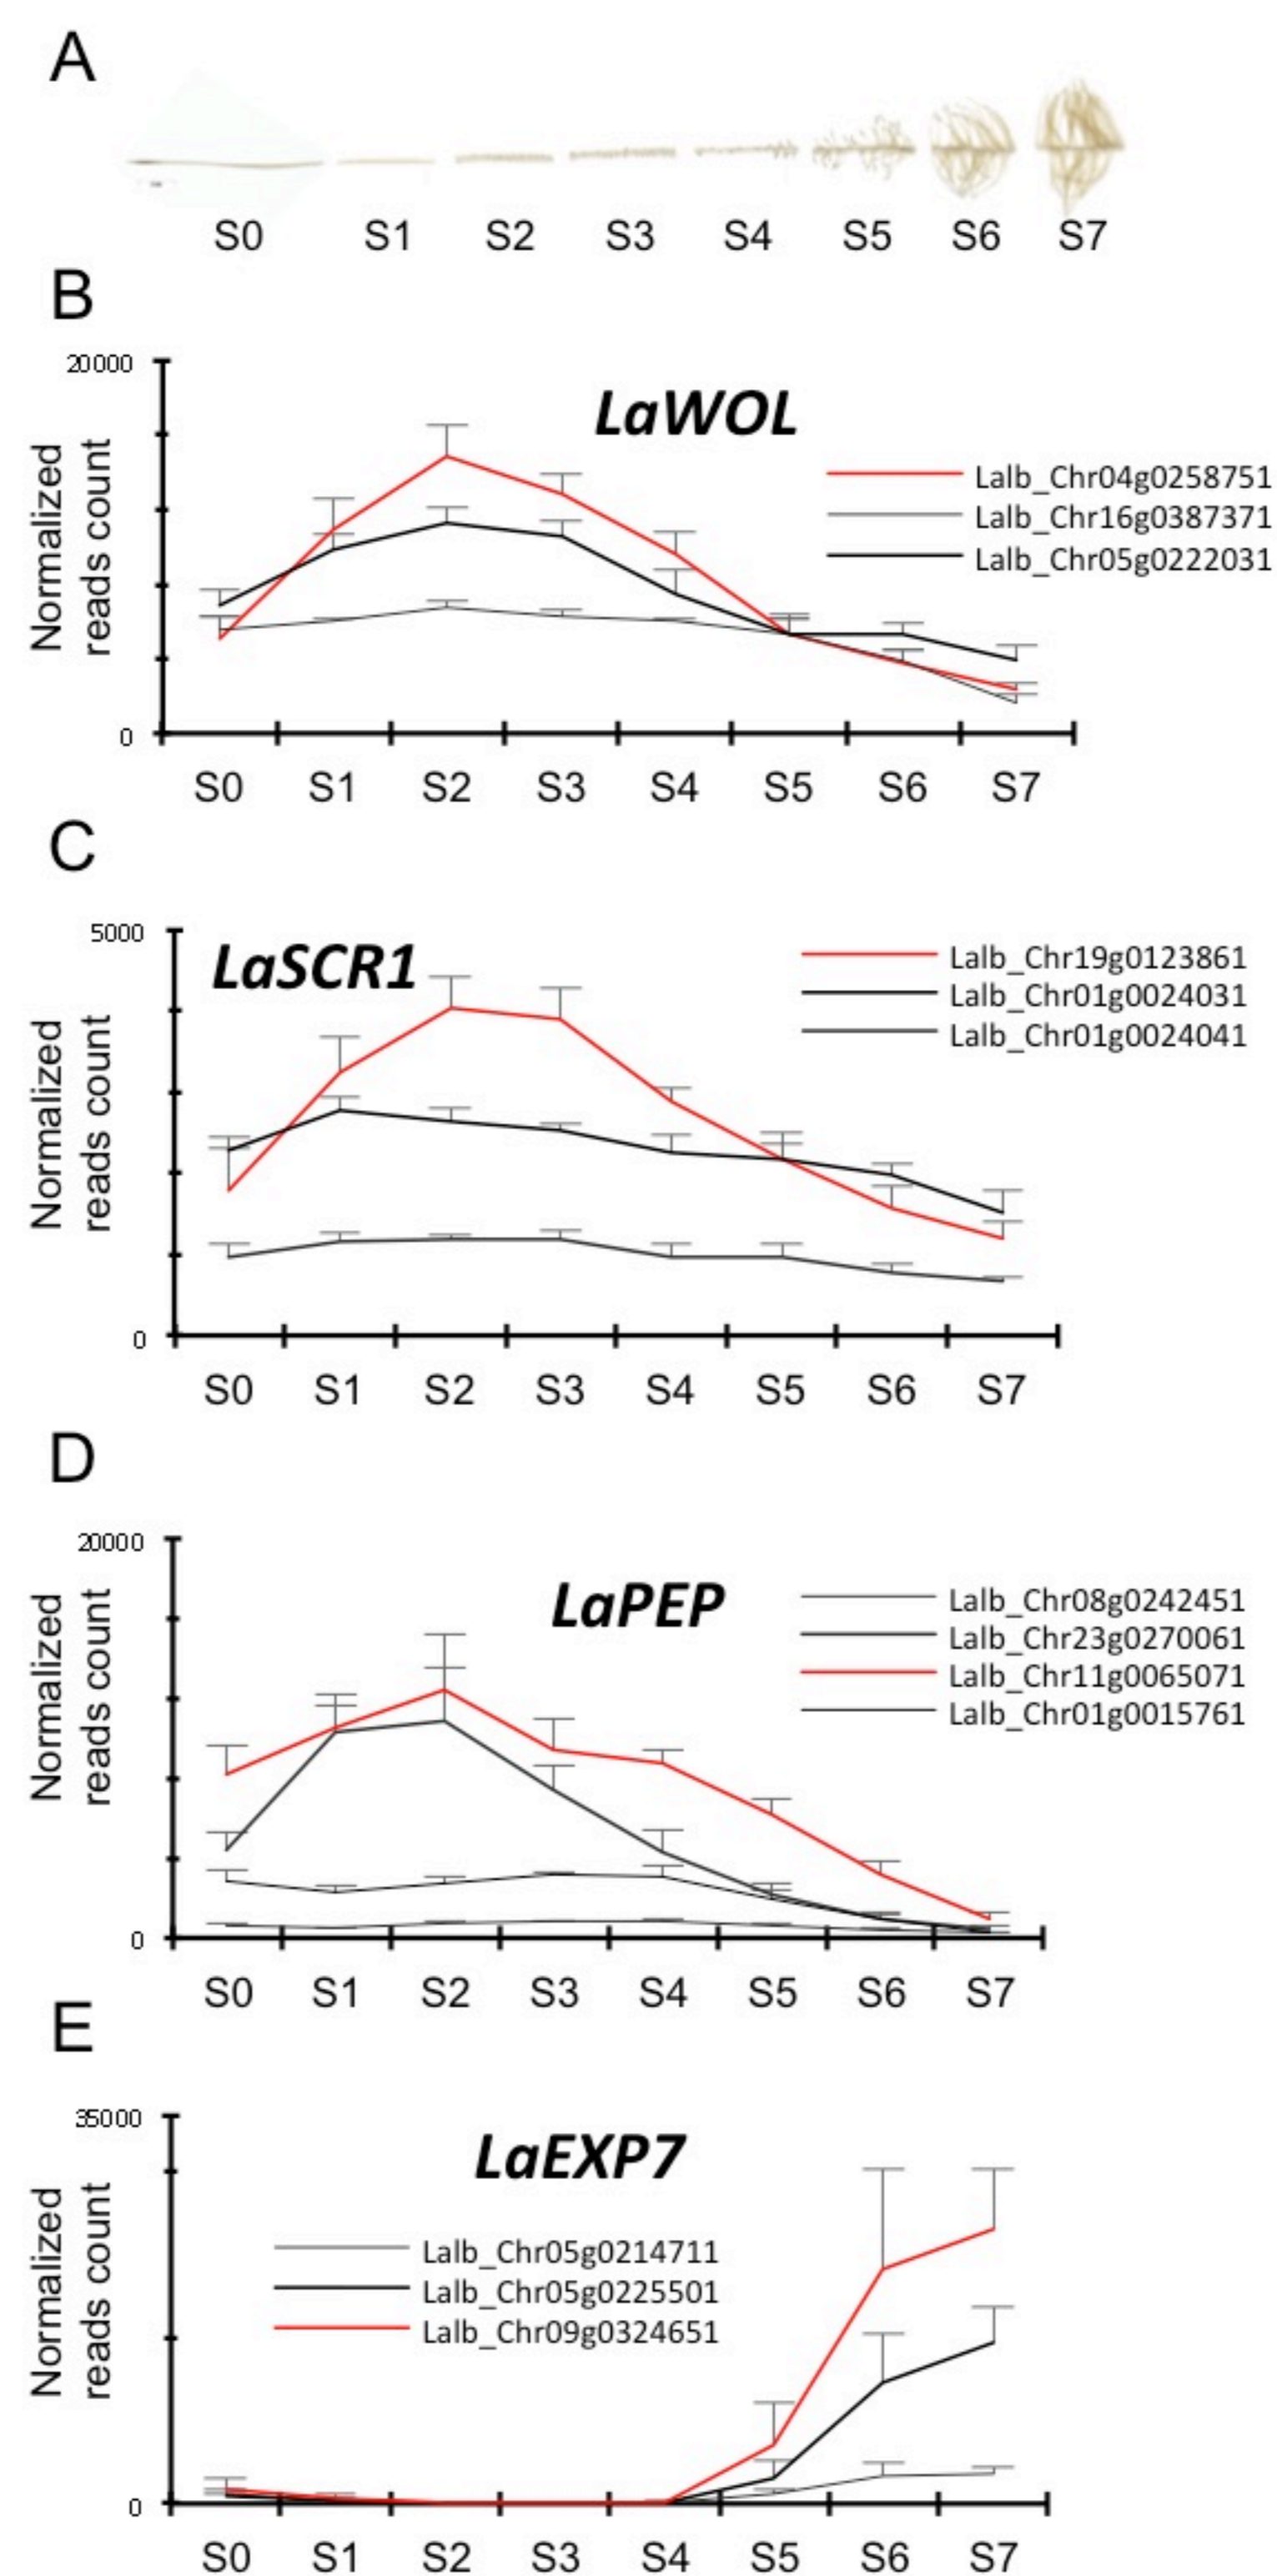 A
S0 S1 S2 S3 S4 S5 S6 S7
B
20000
Normalized
reads count
LaWOL
Lalb_Chr04g0258751
Lalb_Chr16g0387371
Lalb_Chr05g0222031
0
S0 S1 S2 S3 S4 S5 S6 S7
C
5000
Normalized
reads count
LaSCR1
Lalb_Chr19g0123861
Lalb_Chr01g0024031
Lalb_Chr01g0024041
0
S0 S1 S2 S3 S4 S5 S6 S7
D
20000
Normalized
reads count
LaPEP
Lalb_Chr08g0242451
Lalb_Chr23g0270061
Lalb_Chr11g0065071
Lalb_Chr01g0015761
0
S0 S1 S2 S3 S4 S5 S6 S7
E
35000
Normalized
reads count
LaEXP7
Lalb_Chr05g0214711
Lalb_Chr05g0225501
Lalb_Chr09g0324651
0
S0 S1 S2 S3 S4 S5 S6 S7